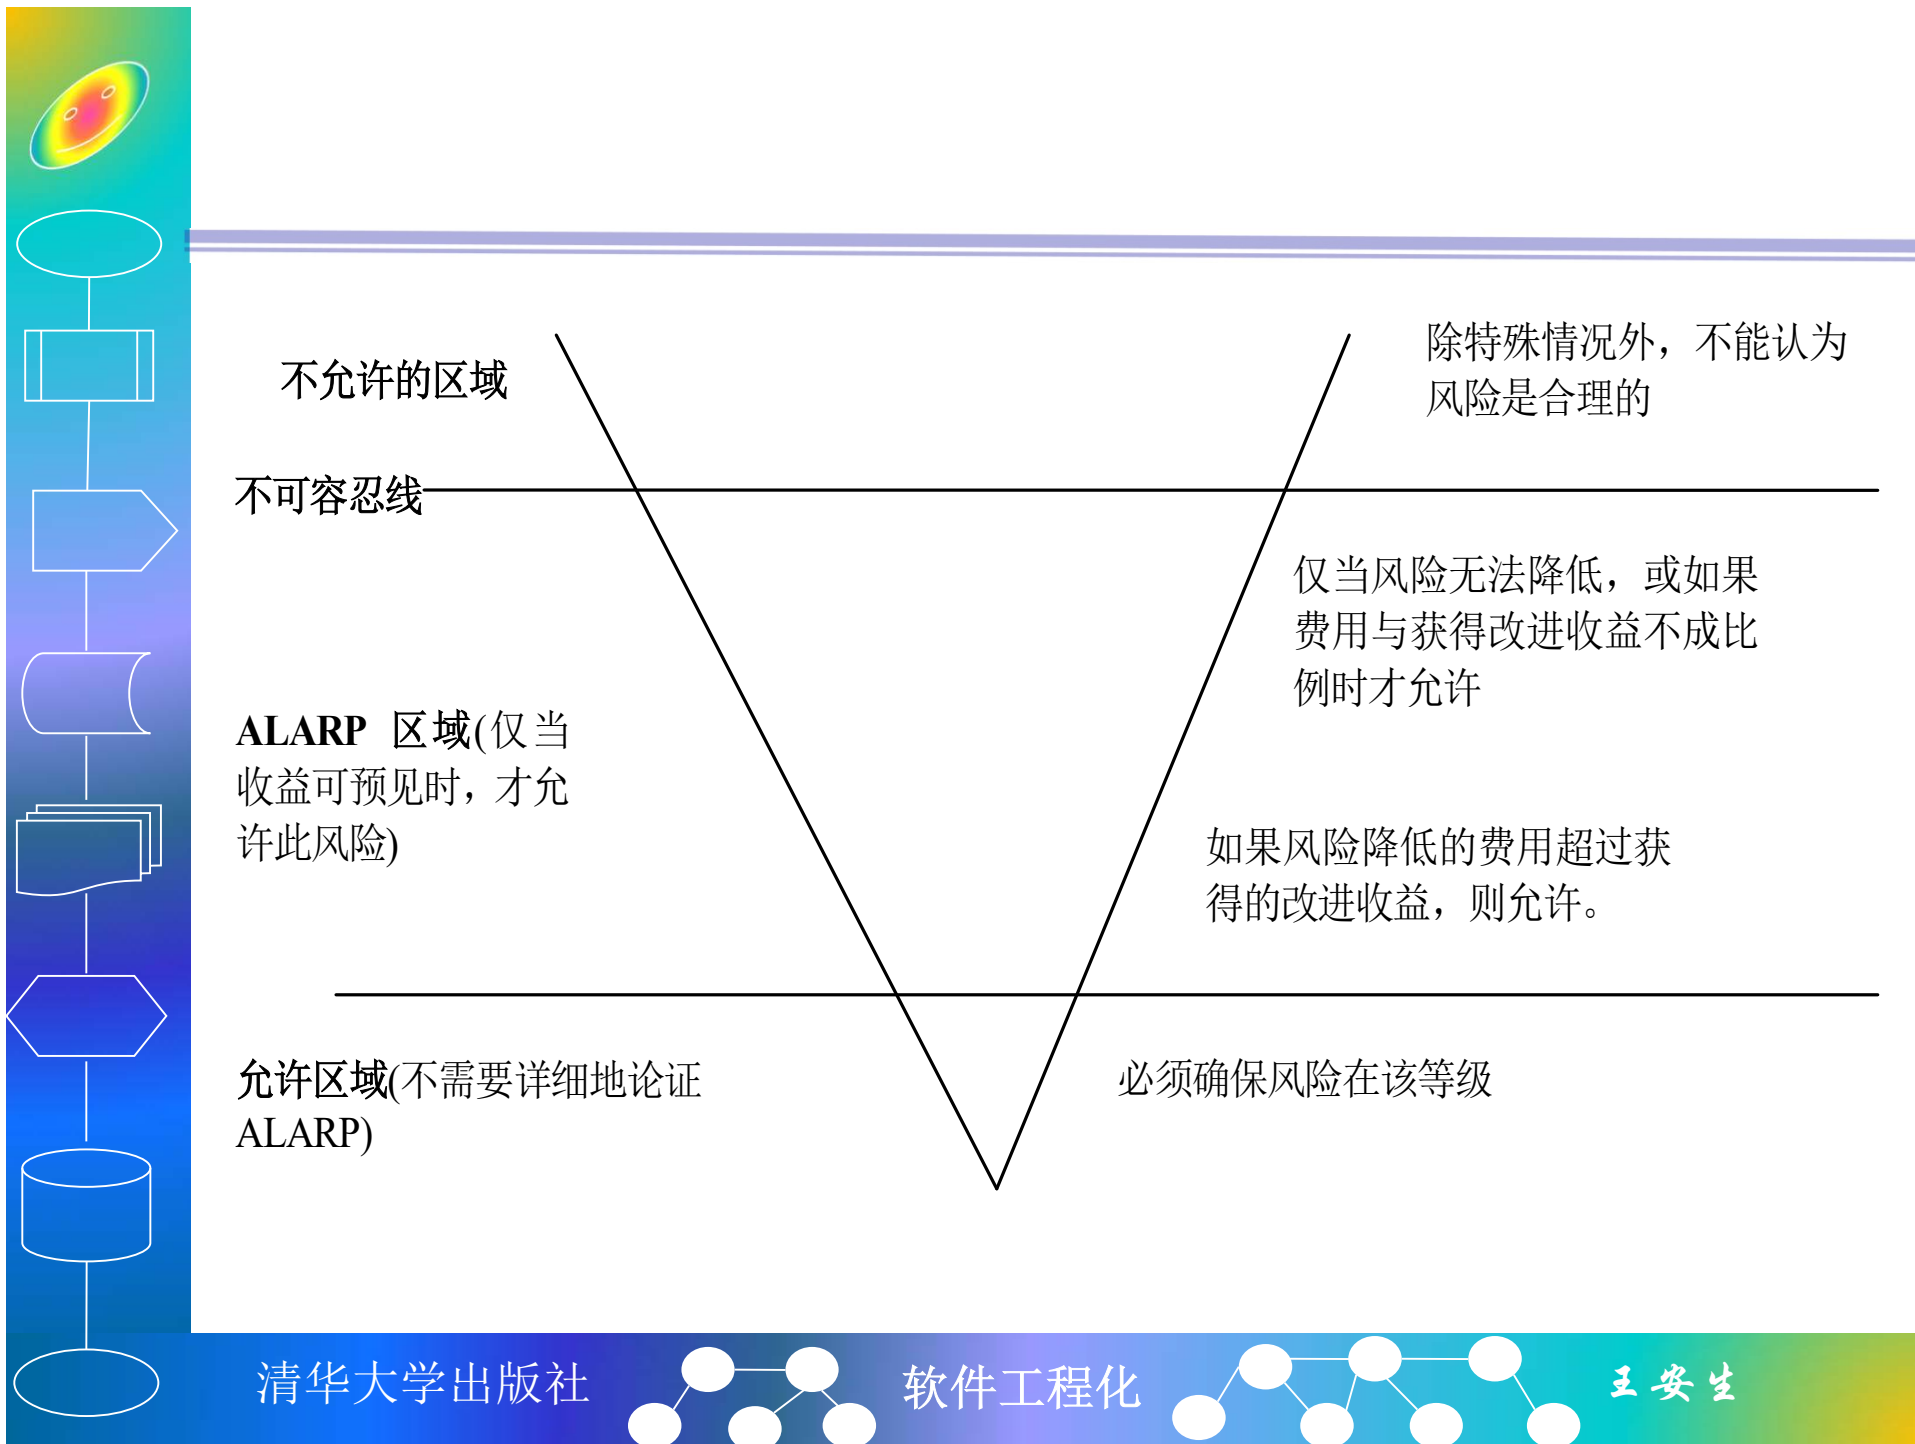 不允许的区域
除特殊情况外，不能认为
风险是合理的
不可容忍线
仅当风险无法降低，或如果
费用与获得改进收益不成比
例时才允许
ALARP 区域(仅当
收益可预见时，才允
许此风险)
如果风险降低的费用超过获
得的改进收益，则允许。
允许区域(不需要详细地论证
ALARP)
必须确保风险在该等级
清华大学出版社
软件工程化
王安生